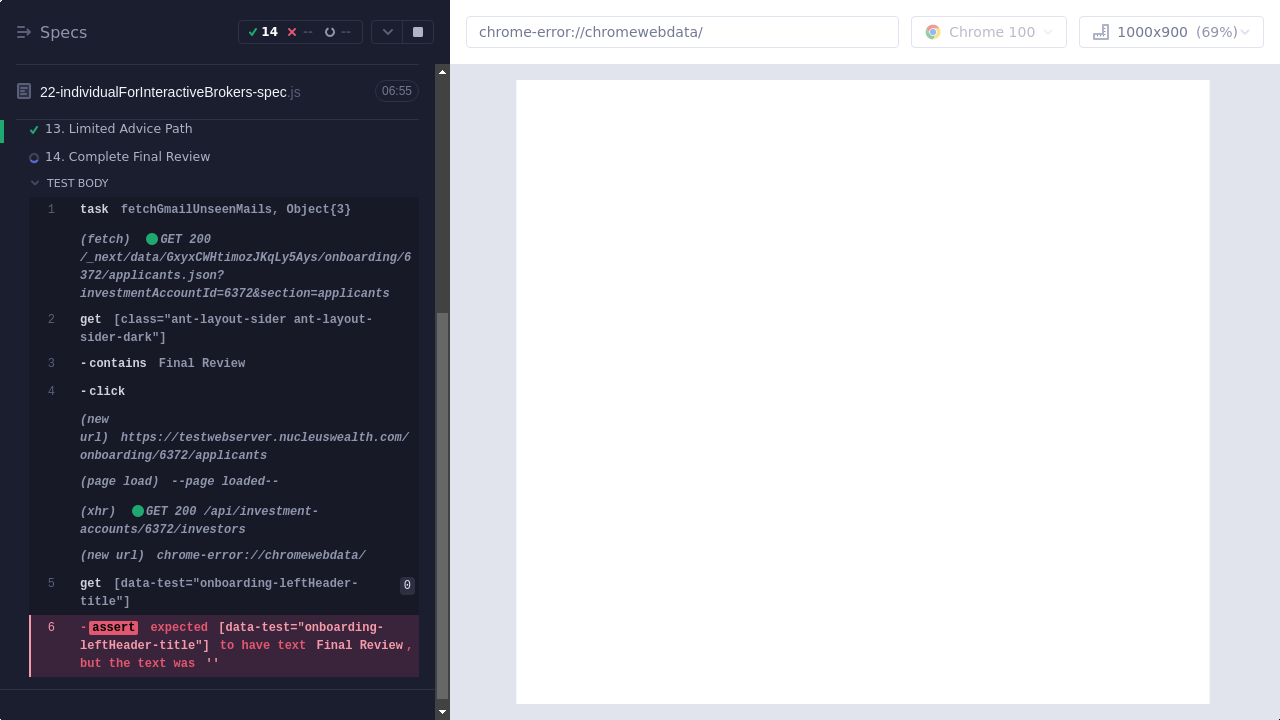 Specs
14 -- --
22-individualForInteractiveBrokers-spec.js 06:55
13. Limited Advice Path
14. Complete Final Review
TEST BODY
1 task fetchGmailUnseenMails, Object{3}
(fetch) GET 200
/_next/data/GxyxCWHtimozJKqLy5Ays/onboarding/6
372/applicants.json?
investmentAccountId=6372&section=applicants
2 get [class="ant-layout-sider ant-layout-
sider-dark"]
3 -contains Final Review
4 -click
(new
url) https://testwebserver.nucleuswealth.com/
onboarding/6372/applicants
(page load) --page loaded--
(xhr) GET 200 /api/investment-
accounts/6372/investors
(new url) chrome-error://chromewebdata/
5 get [data-test="onboarding-leftHeader-
title"] 0
6 -assert expected [data-test="onboarding-
leftHeader-title"] to have text Final Review,
but the text was ''
chrome-error://chromewebdata/
Chrome 100
1000x900 (69%)